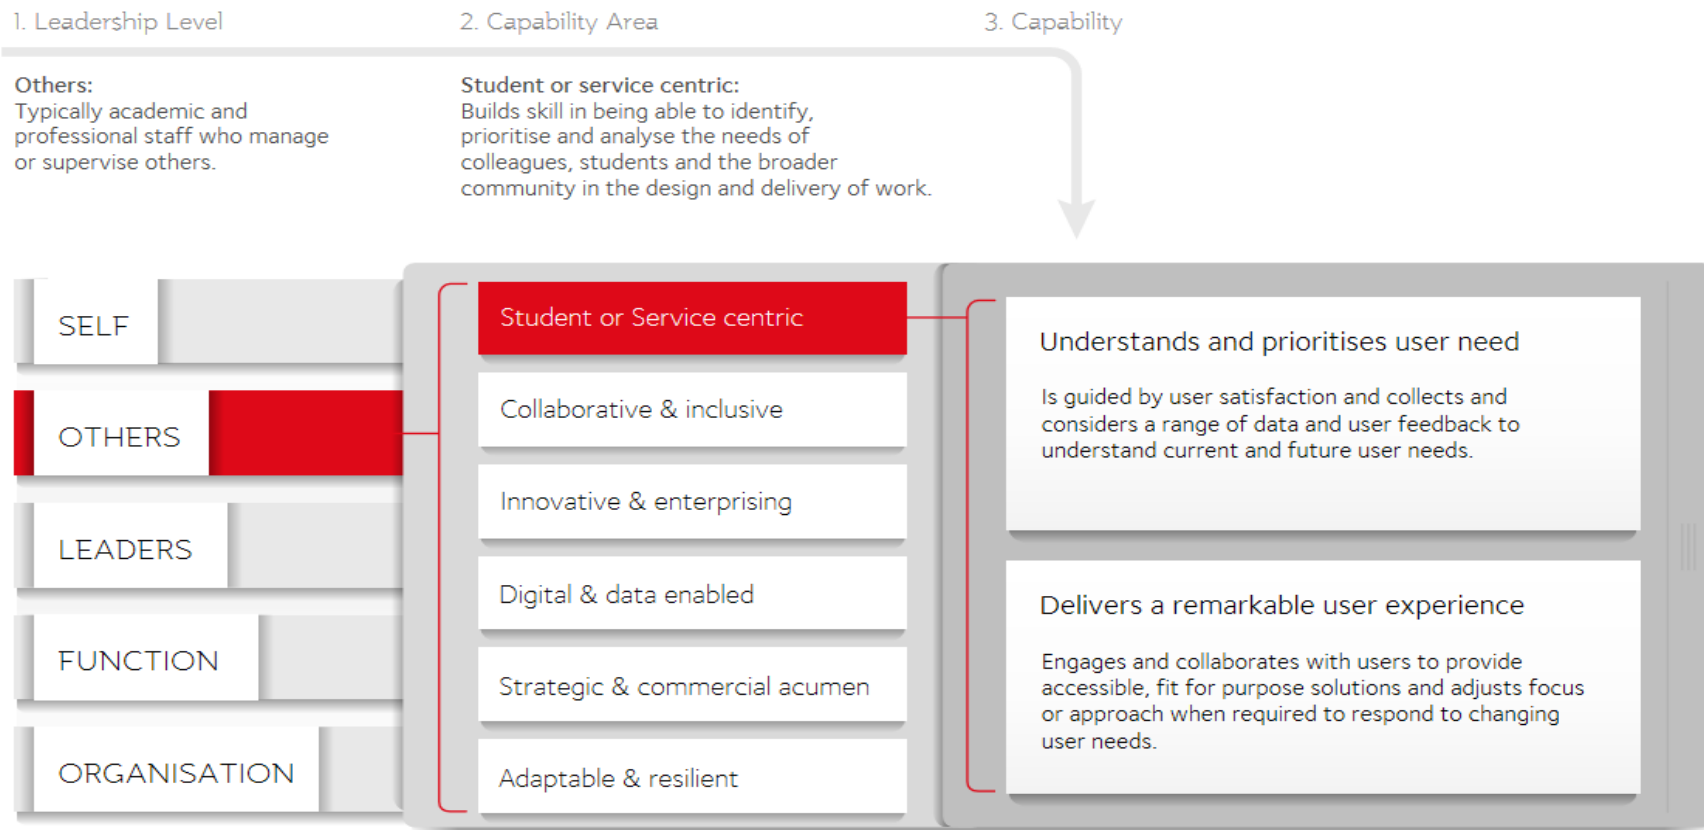 1. Leadership Level
2. Capability Area
3. Capability
Others:
Typically academic and
professional staff who manage
or supervise others.
Student or service centric:
Builds skill in being able to identify,
prioritise and analyse the needs of
colleagues, students and the broader
community in the design and delivery of work.
SELF
OTHERS
LEADERS
FUNCTION
ORGANISATION
Student or Service centric
Collaborative & inclusive
Innovative & enterprising
Digital & data enabled
Strategic & commercial acumen
Adaptable & resilient
Understands and prioritises user need
Is guided by user satisfaction and collects and
considers a range of data and user feedback to
understand current and future user needs.
Delivers a remarkable user experience
Engages and collaborates with users to provide
accessible, fit for purpose solutions and adjusts focus
or approach when required to respond to changing
user needs.